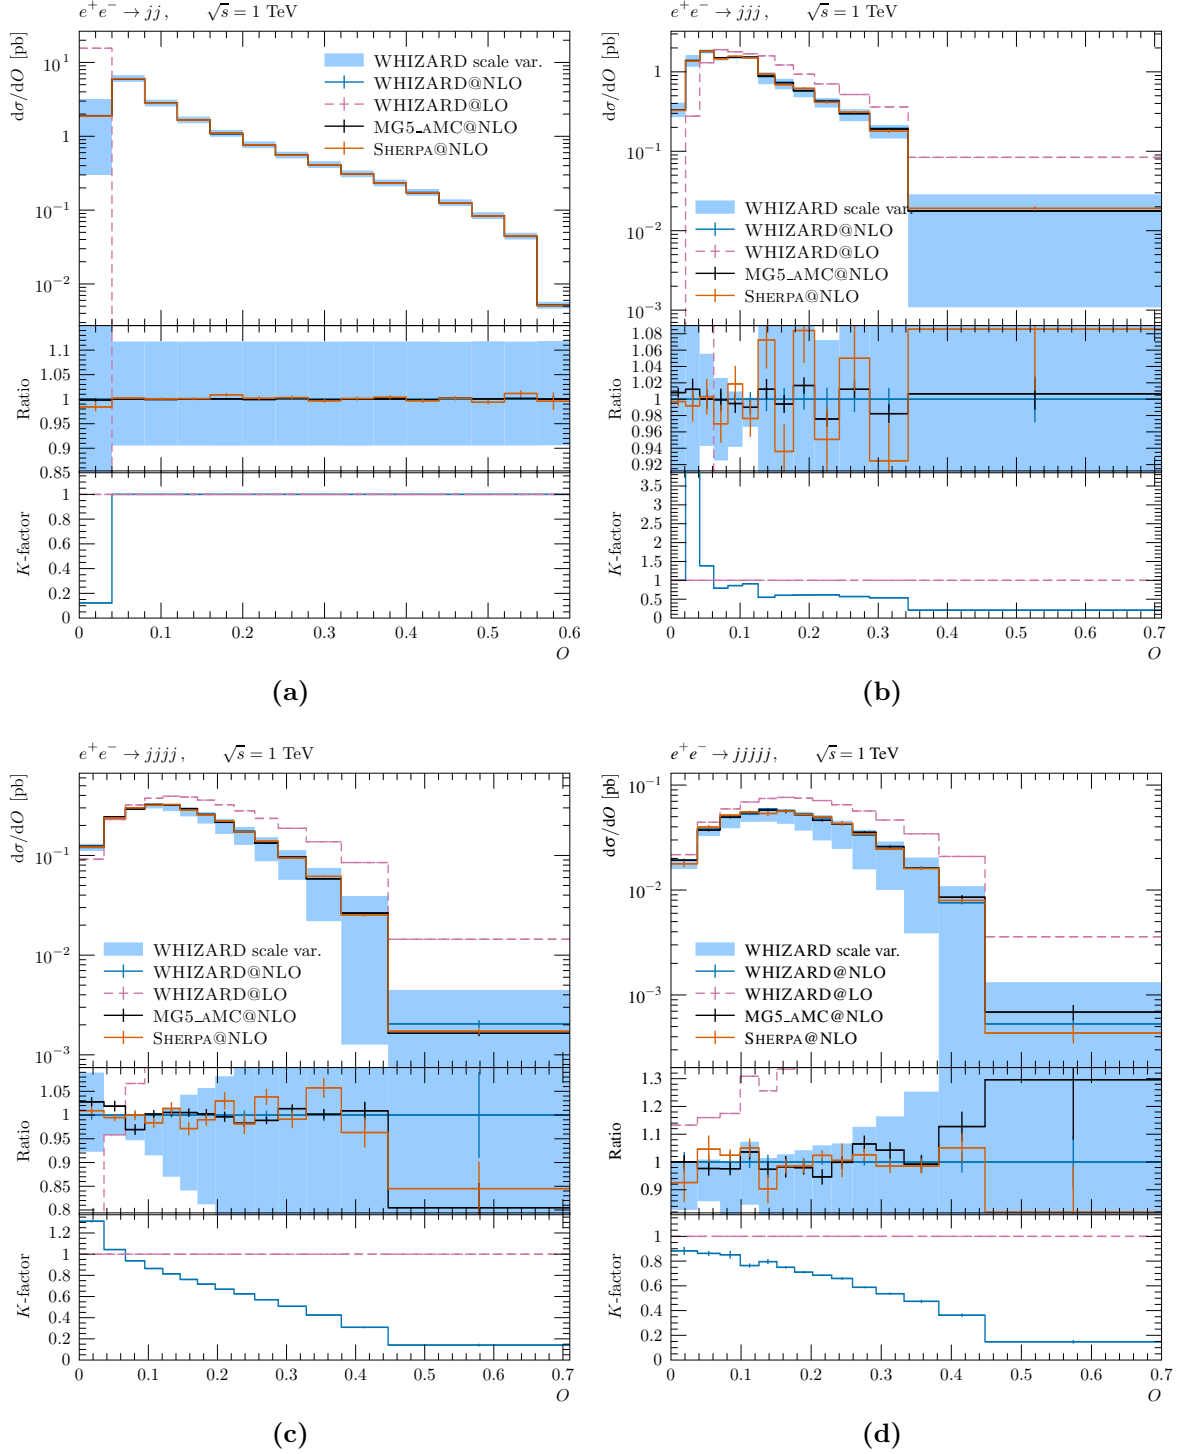 e⁺e⁻ → jj, √s = 1 TeV
dσ/dO [pb]
10¹
1
10⁻¹
10⁻²
WHIZARD scale var.
WHIZARD@NLO
WHIZARD@LO
MG5_AMC@NLO
SHERPA@NLO
Ratio
1.1
1.05
1
0.95
0.9
0.85
K-factor
1
0.8
0.6
0.4
0.2
0
0 0.1 0.2 0.3 0.4 0.5 0.6
O
(a)
e⁺e⁻ → jjj, √s = 1 TeV
dσ/dO [pb]
1
10⁻¹
10⁻²
10⁻³
WHIZARD scale var.
WHIZARD@NLO
WHIZARD@LO
MG5_AMC@NLO
SHERPA@NLO
Ratio
1.08
1.06
1.04
1.02
1
0.98
0.96
0.94
0.92
K-factor
3.5
3
2.5
2
1.5
1
0.5
0
0 0.1 0.2 0.3 0.4 0.5 0.6 0.7
O
(b)
e⁺e⁻ → jjjj, √s = 1 TeV
dσ/dO [pb]
10⁻¹
10⁻²
10⁻³
WHIZARD scale var.
WHIZARD@NLO
WHIZARD@LO
MG5_AMC@NLO
SHERPA@NLO
Ratio
1.05
1
0.95
0.9
0.85
0.8
K-factor
1.2
1
0.8
0.6
0.4
0.2
0
0 0.1 0.2 0.3 0.4 0.5 0.6 0.7
O
(c)
e⁺e⁻ → jjjjj, √s = 1 TeV
dσ/dO [pb]
10⁻¹
10⁻²
10⁻³
WHIZARD scale var.
WHIZARD@NLO
WHIZARD@LO
MG5_AMC@NLO
SHERPA@NLO
Ratio
1.3
1.2
1.1
1
0.9
K-factor
1
0.8
0.6
0.4
0.2
0
0 0.1 0.2 0.3 0.4 0.5 0.6 0.7
O
(d)